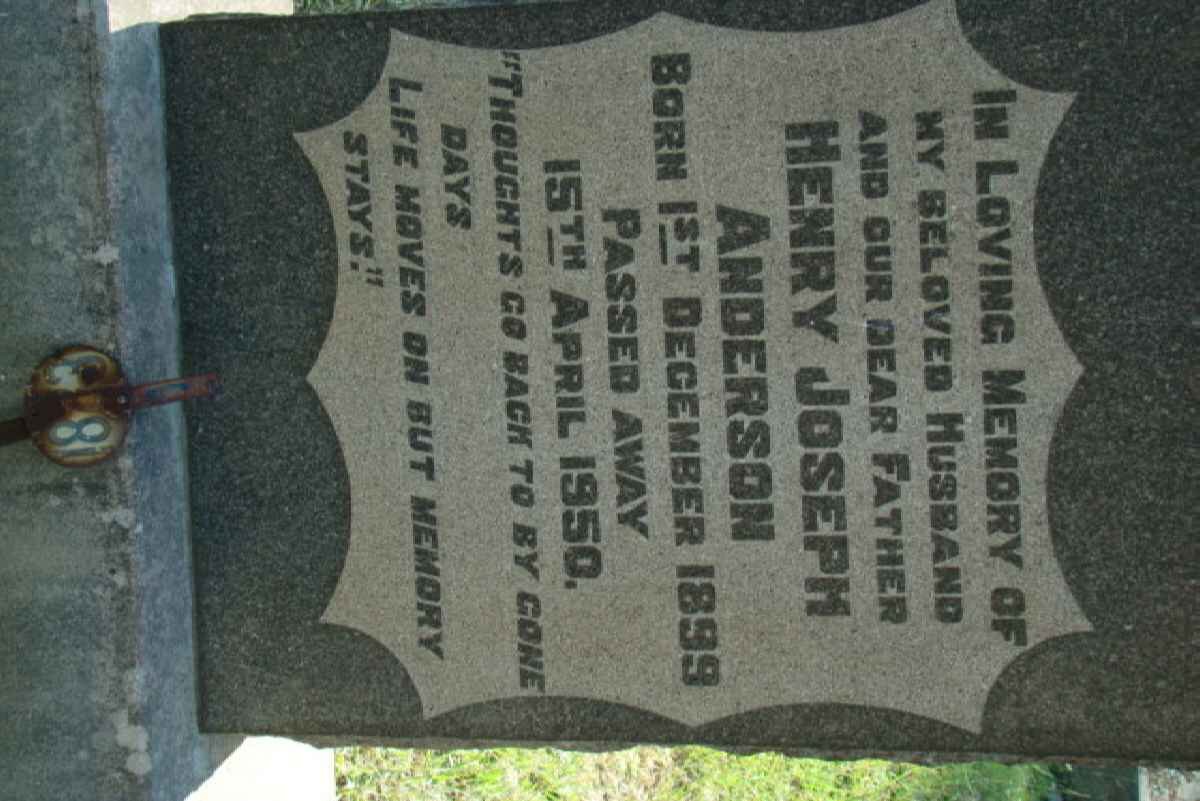 IN LOVING MEMORY OF
MY BELOVED HUSBAND
AND OUR DEAR FATHER
HENRY JOSEPH
ANDERSON
BORN 1ST DECEMBER 1899
PASSED AWAY
15TH APRIL 1950.
"THOUGHTS GO BACK TO BY GONE
DAYS
LIFE MOVES ON BUT MEMORY
STAYS."
8